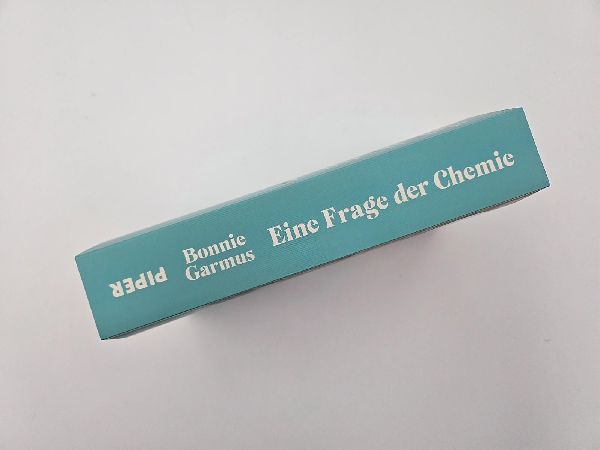 PIPER
Bonnie
Garmus
Eine Frage der Chemie